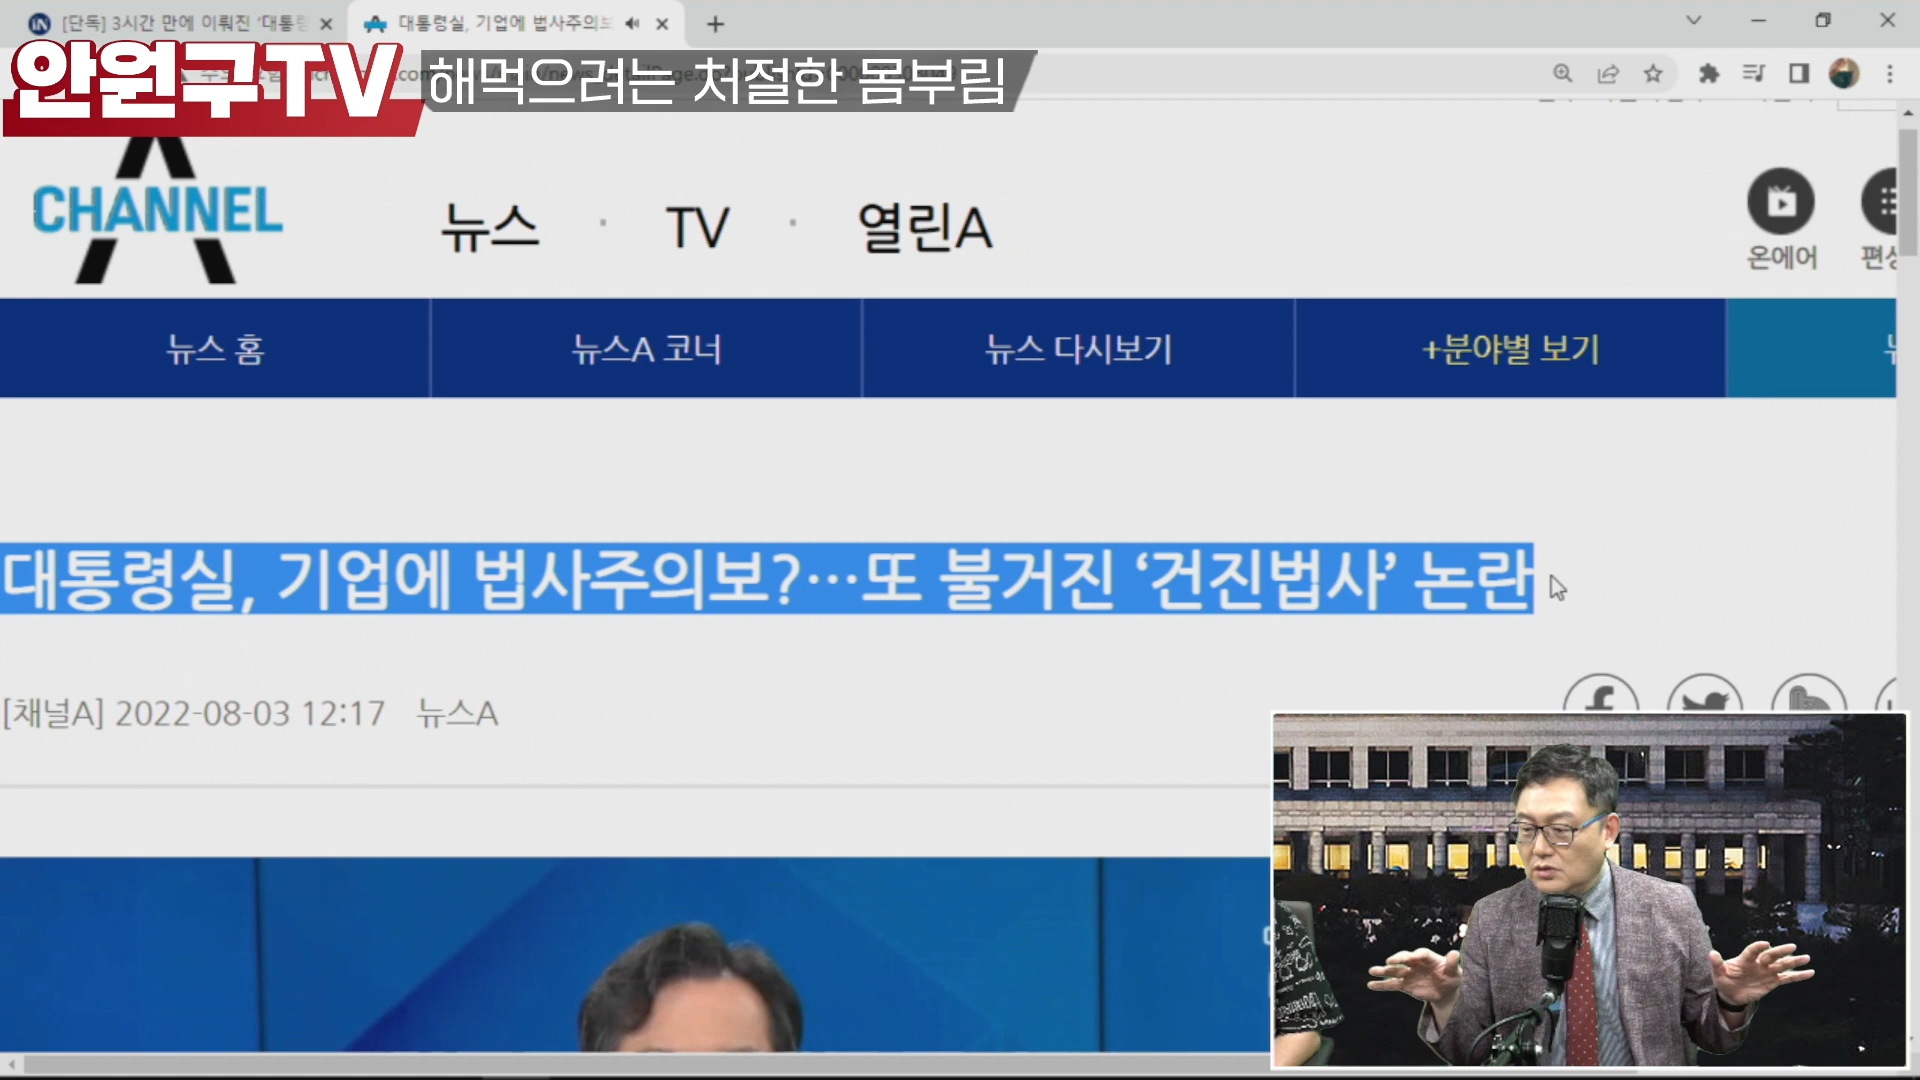 [단독] 3시간 만에 이뤄진 '대통령
대통령실, 기업에 법사주의보
안원구TV
해먹으려는 처절한 몸부림
CHANNEL A
뉴스 · TV · 열린A
온에어
편성
뉴스 홈
뉴스A 코너
뉴스 다시보기
+분야별 보기
대통령실, 기업에 법사주의보?…또 불거진 ‘건진법사’ 논란
[채널A] 2022-08-03 12:17 뉴스A